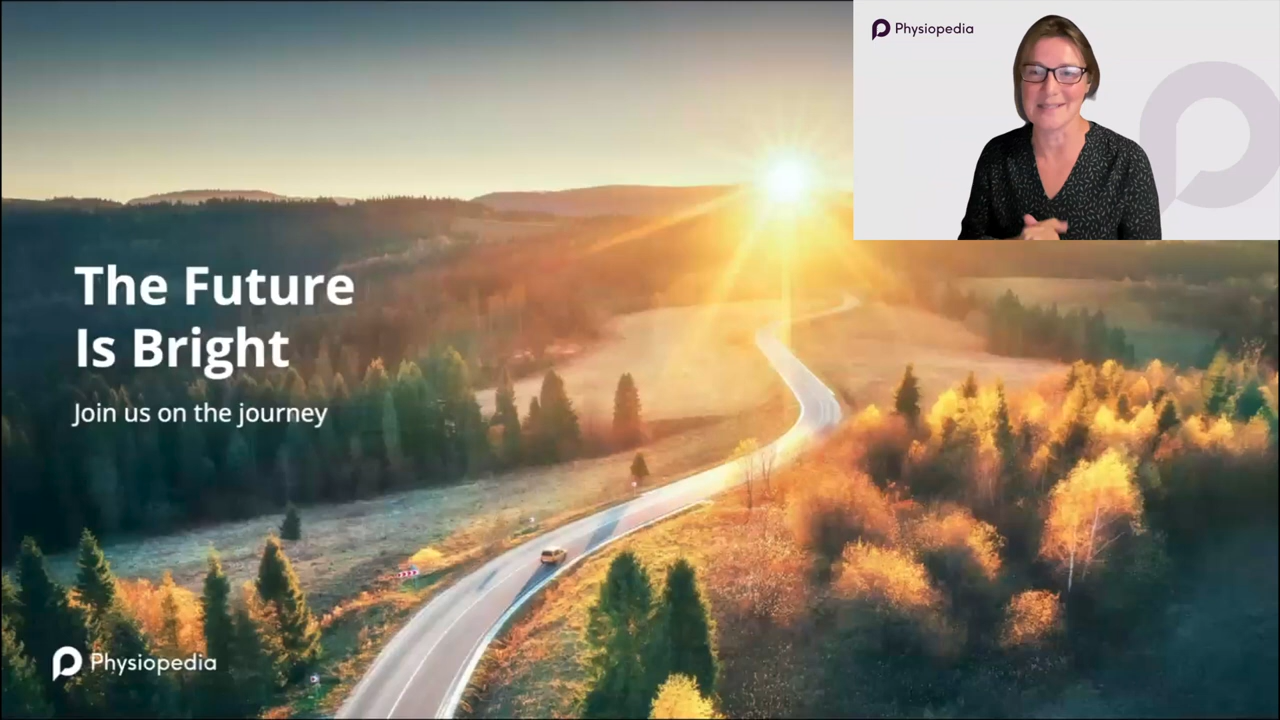 Physiopedia
The Future
Is Bright
Join us on the journey
Physiopedia